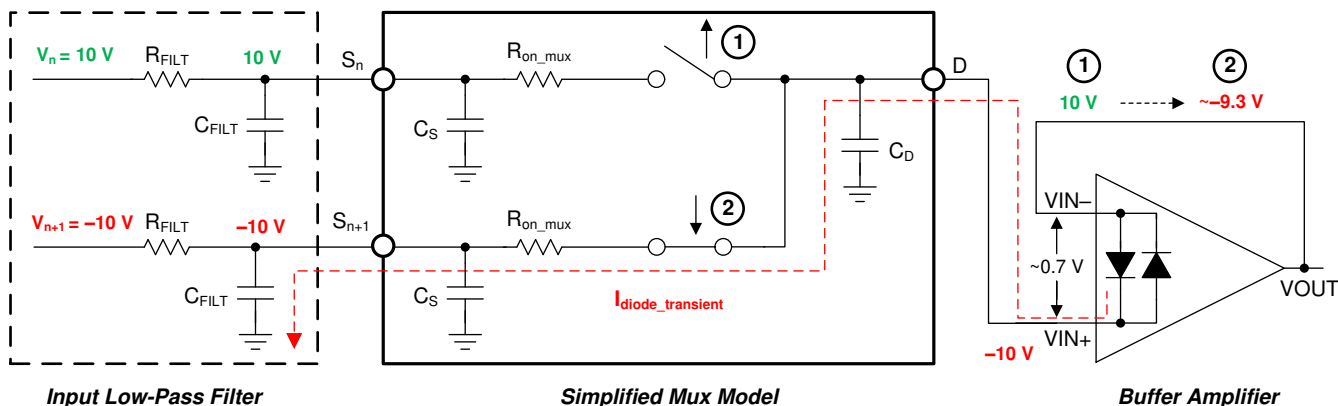 Vn = 10 V
RFILT
10 V
Sn
Ron_mux
1
D
1
2
10 V
~–9.3 V
CFILT
CS
CD
Vn+1 = –10 V
RFILT
–10 V
Sn+1
Ron_mux
2
VIN–
~0.7 V
CFILT
CS
Idiode_transient
VOUT
VIN+
–10 V
Input Low-Pass Filter
Simplified Mux Model
Buffer Amplifier